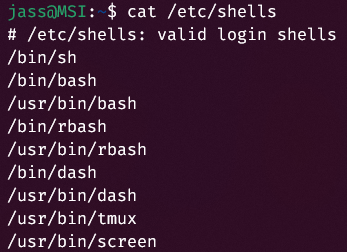 jass@MSI:~$ cat /etc/shells
# /etc/shells: valid login shells
/bin/sh
/bin/bash
/usr/bin/bash
/bin/rbash
/usr/bin/rbash
/bin/dash
/usr/bin/dash
/usr/bin/tmux
/usr/bin/screen